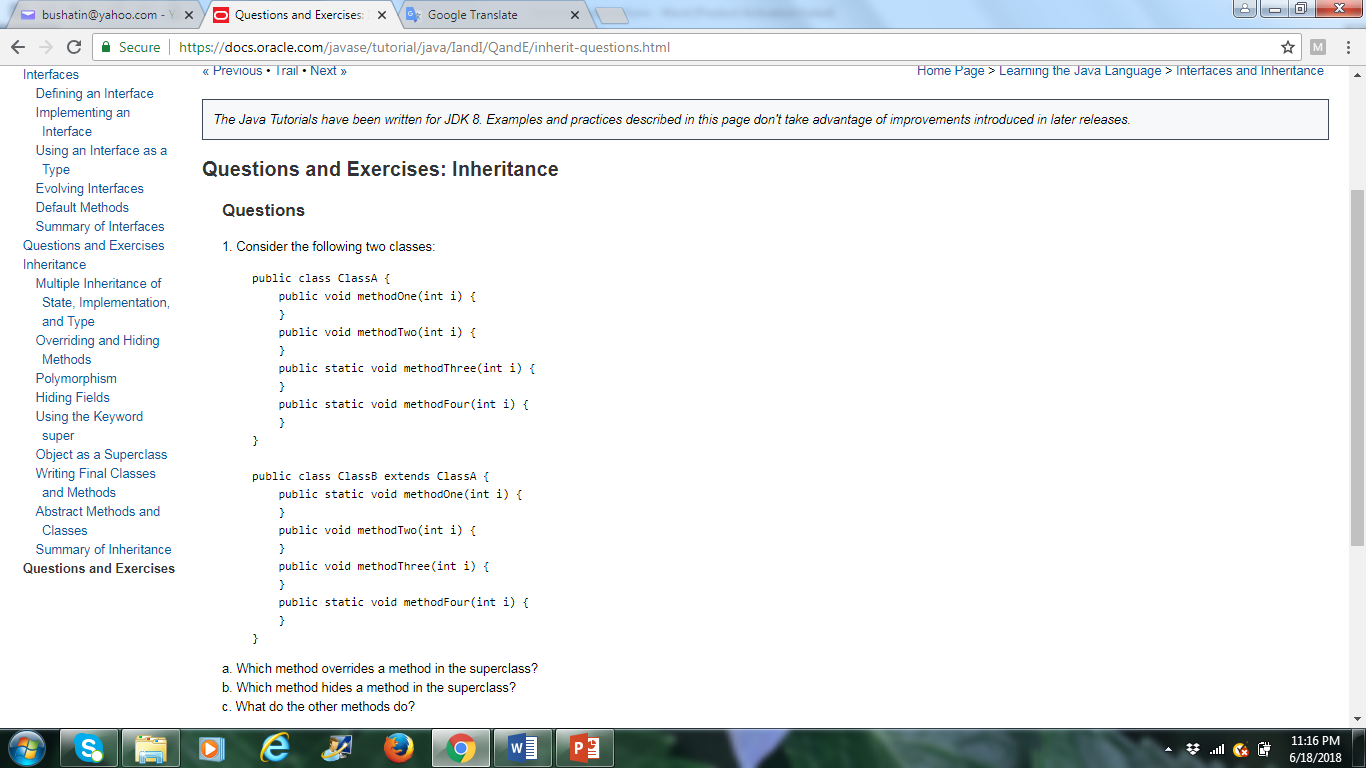 bushatin@yahoo.com - Y
Questions and Exercises:
Google Translate
Secure
https://docs.oracle.com/javase/tutorial/java/IandI/QandE/inherit-questions.html
M
« Previous • Trail • Next »
Home Page > Learning the Java Language > Interfaces and Inheritance
Interfaces
Defining an Interface
Implementing an
Interface
Using an Interface as a
Type
Evolving Interfaces
Default Methods
Summary of Interfaces
Questions and Exercises
Inheritance
Multiple Inheritance of
State, Implementation,
and Type
Overriding and Hiding
Methods
Polymorphism
Hiding Fields
Using the Keyword
super
Object as a Superclass
Writing Final Classes
and Methods
Abstract Methods and
Classes
Summary of Inheritance
Questions and Exercises
The Java Tutorials have been written for JDK 8. Examples and practices described in this page don't take advantage of improvements introduced in later releases.
Questions and Exercises: Inheritance
Questions
1. Consider the following two classes:
public class ClassA {
public void methodOne(int i) {
}
public void methodTwo(int i) {
}
public static void methodThree(int i) {
}
public static void methodFour(int i) {
}
}
public class ClassB extends ClassA {
public static void methodOne(int i) {
}
public void methodTwo(int i) {
}
public void methodThree(int i) {
}
public static void methodFour(int i) {
}
}
a. Which method overrides a method in the superclass?
b. Which method hides a method in the superclass?
c. What do the other methods do?
11:16 PM
6/18/2018